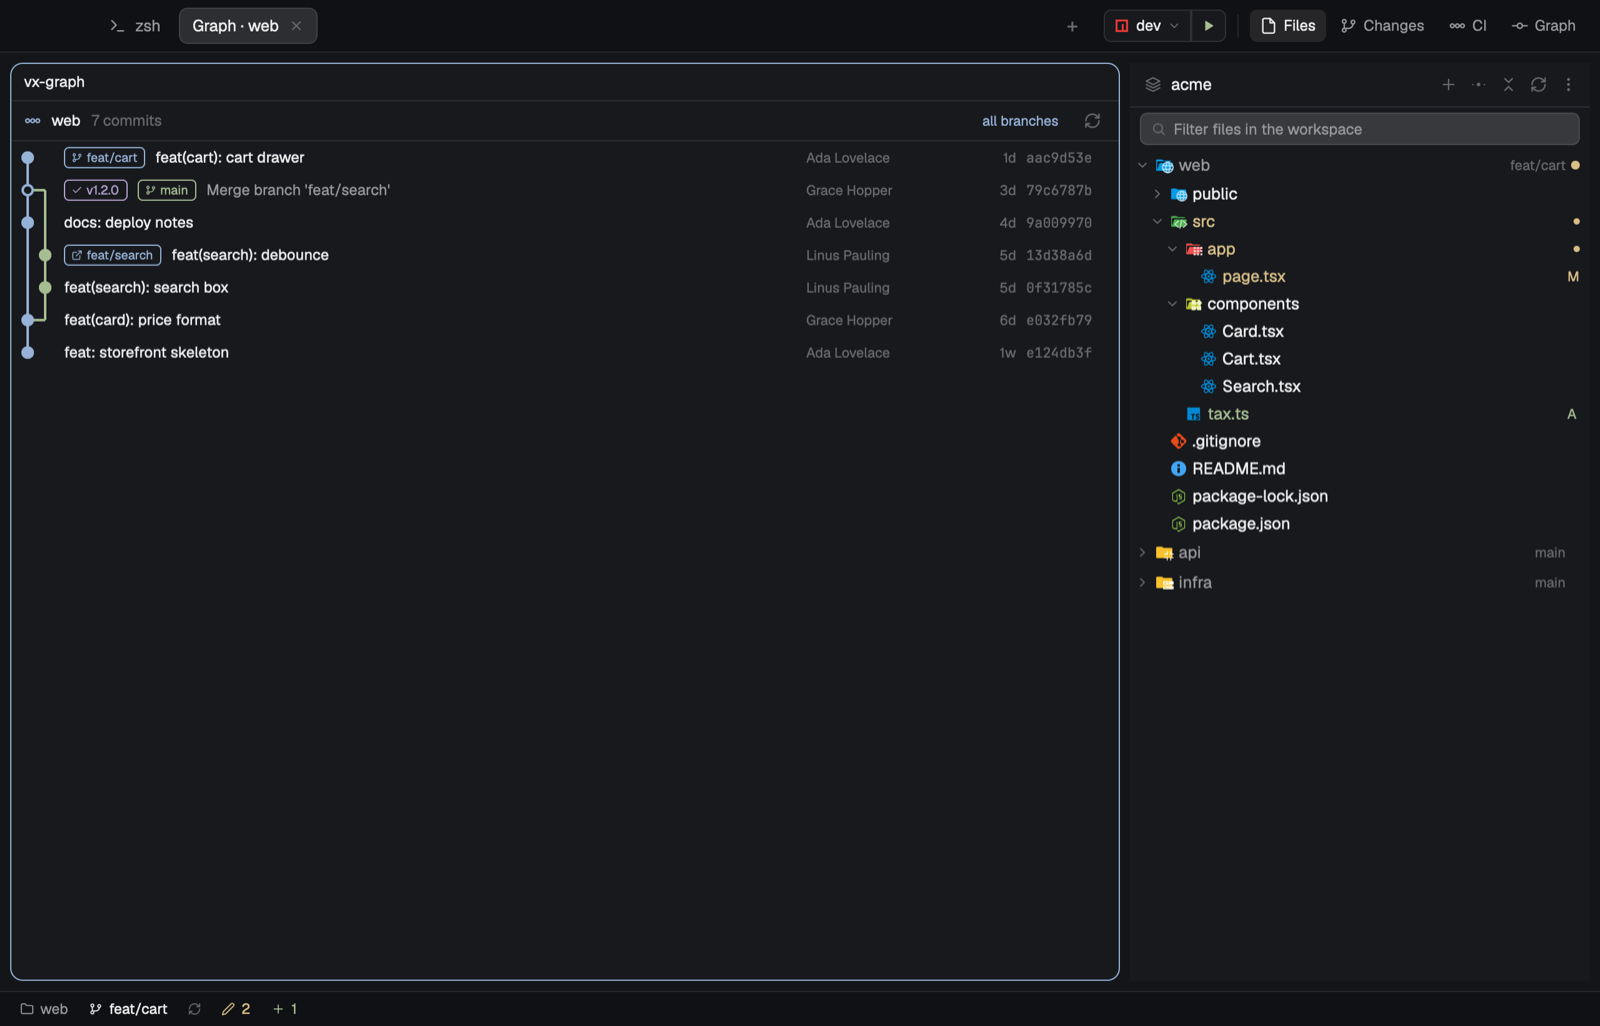 zsh
Graph · web
dev
Files
Changes
CI
Graph
vx-graph
web 7 commits
all branches
feat/cart feat(cart): cart drawer Ada Lovelace 1d aac9d53e
v1.2.0 main Merge branch 'feat/search' Grace Hopper 3d 79c6787b
docs: deploy notes Ada Lovelace 4d 9a009970
feat/search feat(search): debounce Linus Pauling 5d 13d38a6d
feat(search): search box Linus Pauling 5d 0f31785c
feat(card): price format Grace Hopper 6d e032fb79
feat: storefront skeleton Ada Lovelace 1w e124db3f
acme
Filter files in the workspace
web feat/cart
public
src
app
page.tsx M
components
Card.tsx
Cart.tsx
Search.tsx
tax.ts A
.gitignore
README.md
package-lock.json
package.json
api main
infra main
web feat/cart 2 + 1